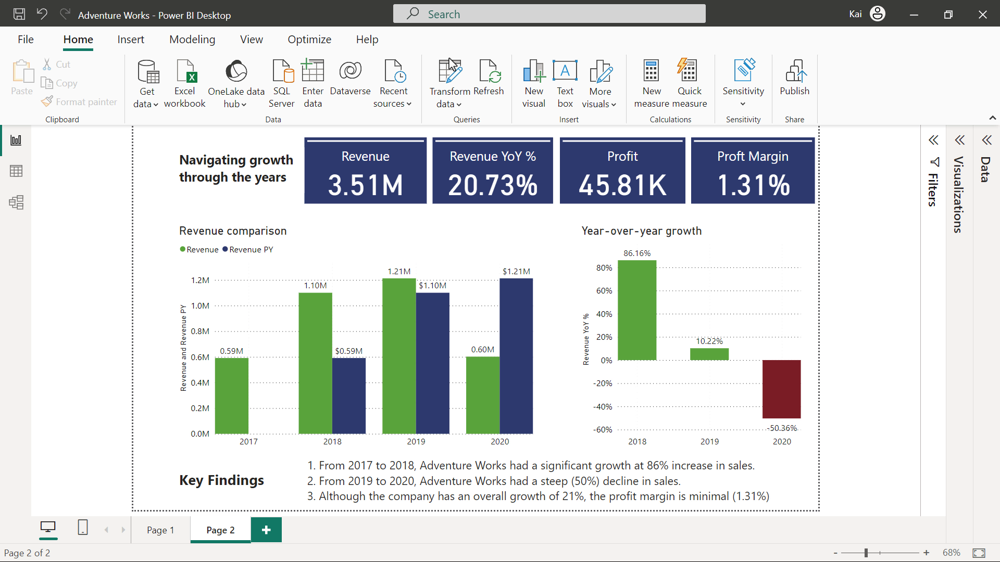 Adventure Works - Power BI Desktop
Search
Kai
File
Home
Insert
Modeling
View
Optimize
Help
Paste
Cut
Copy
Format painter
Clipboard
Get data
Excel workbook
OneLake data hub
SQL Server
Enter data
Dataverse
Recent sources
Data
Transform data
Refresh
Queries
New visual
Text box
More visuals
Insert
New measure
Quick measure
Calculations
Sensitivity
Sensitivity
Publish
Share
Navigating growth
through the years
Revenue
3.51M
Revenue YoY %
20.73%
Profit
45.81K
Proft Margin
1.31%
Filters
Visualizations
Data
Revenue comparison
Revenue
Revenue PY
Revenue and Revenue PY
1.2M
1.0M
0.8M
0.6M
0.4M
0.2M
0.0M
0.59M
1.10M
$0.59M
1.21M
$1.10M
0.60M
$1.21M
2017
2018
2019
2020
Year-over-year growth
Revenue YoY %
80%
60%
40%
20%
0%
-20%
-40%
-60%
86.16%
10.22%
-50.36%
2018
2019
2020
Key Findings
1. From 2017 to 2018, Adventure Works had a significant growth at 86% increase in sales.
2. From 2019 to 2020, Adventure Works had a steep (50%) decline in sales.
3. Although the company has an overall growth of 21%, the profit margin is minimal (1.31%)
Page 1
Page 2
Page 2 of 2
68%